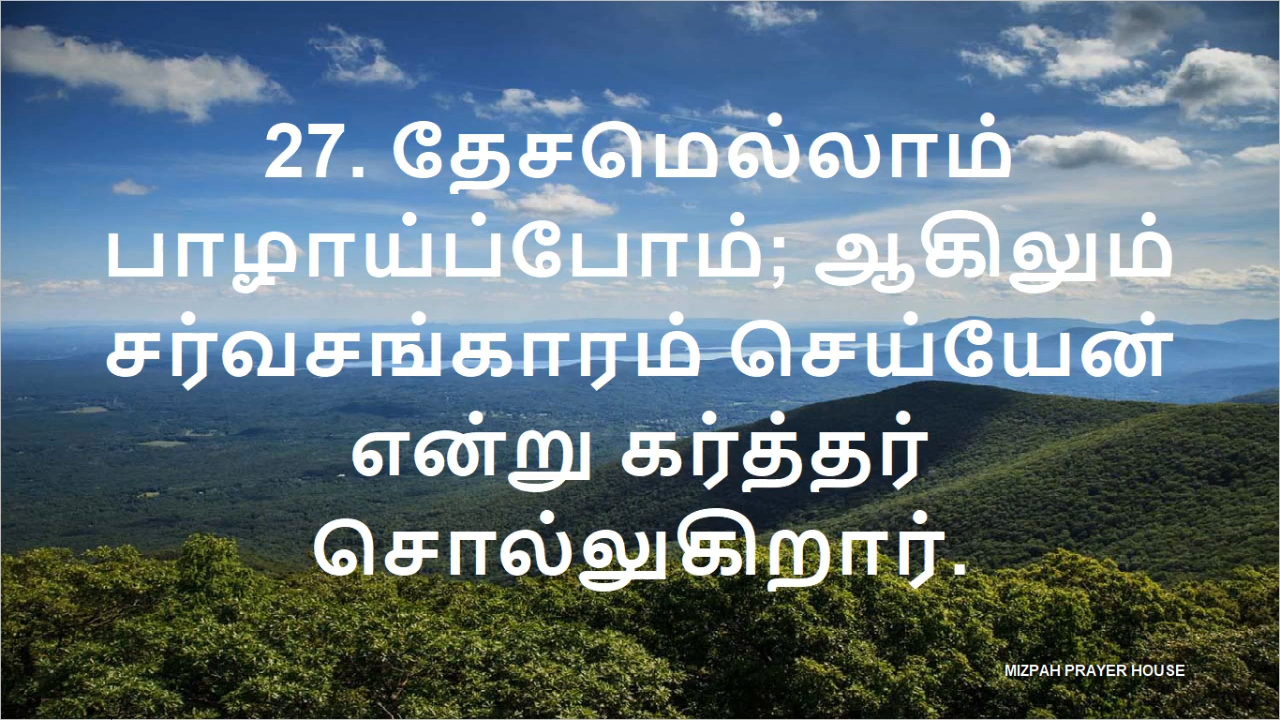 27. தேசமெல்லாம்
பாழாய்ப்போம்; ஆகிலும்
சர்வசங்காரம் செய்யேன்
என்று கர்த்தர்
சொல்லுகிறார்.
MIZPAH PRAYER HOUSE